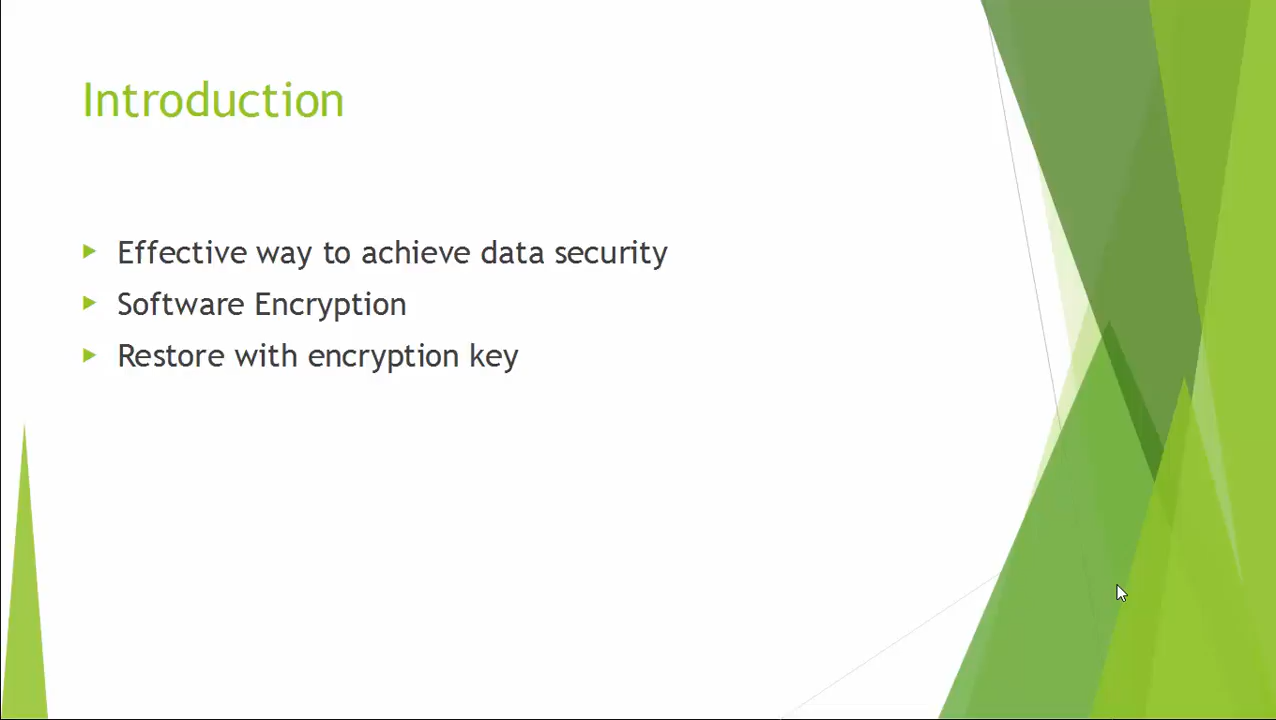 Introduction
Effective way to achieve data security
Software Encryption
Restore with encryption key